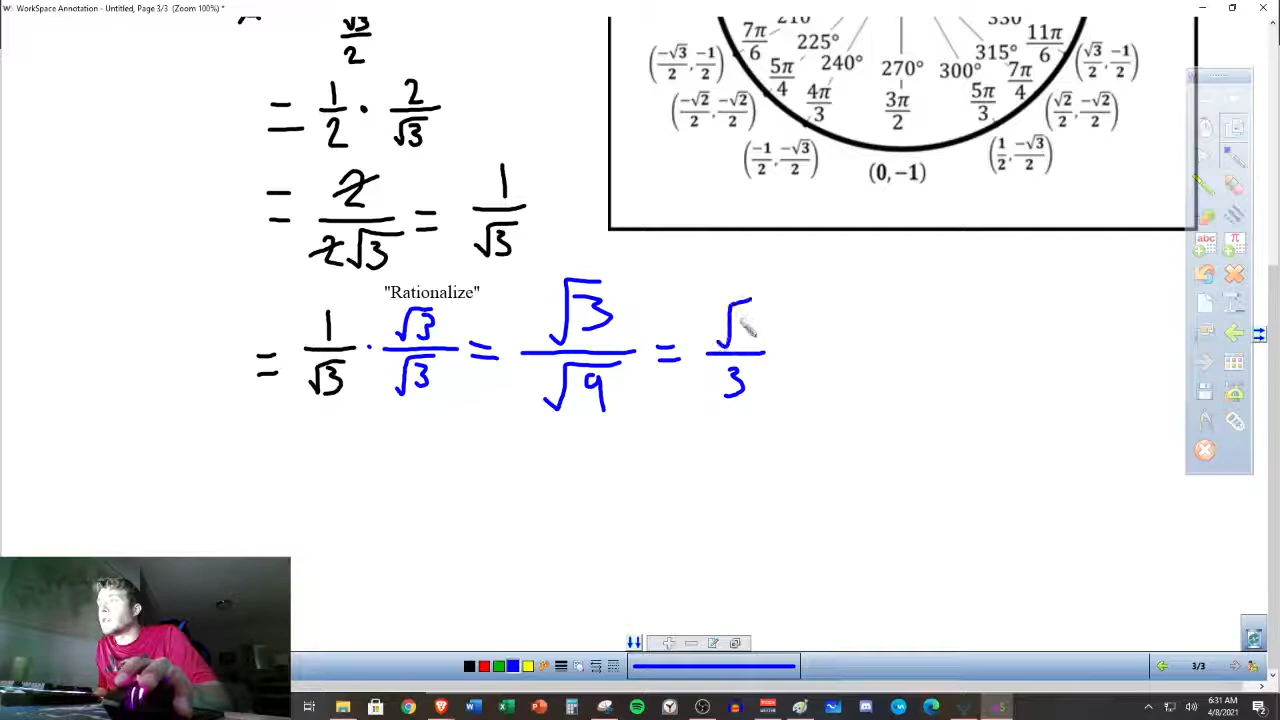 WorkSpace Annotation - Untitled, Page 3/3 (Zoom 100%) *
√3/2
= 1/2 · 2/√3
= 2/2√3 = 1/√3
"Rationalize"
= 1/√3 · √3/√3 = √3/√9 = √/3
210° 330°
7π/6 225° 315° 11π/6
(-√3/2, -1/2) 5π/4 240° 270° 300° 7π/4 (√3/2, -1/2)
(-√2/2, -√2/2) 4π/3 3π/2 5π/3 (√2/2, -√2/2)
(-1/2, -√3/2) (0, -1) (1/2, -√3/2)
abc π
3/3
6:31 AM
4/8/2021